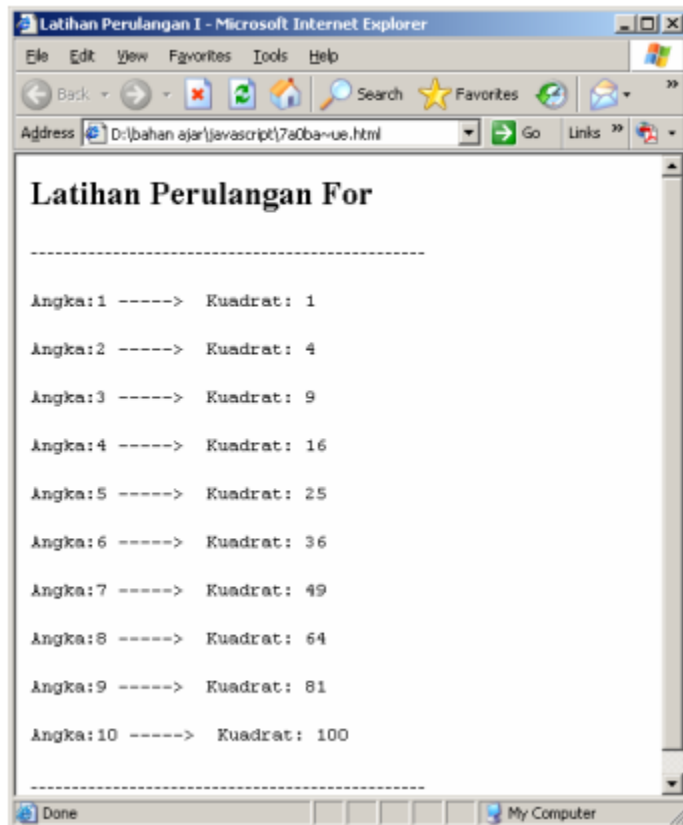 Latihan Perulangan I - Microsoft Internet Explorer
File Edit View Favorites Tools Help
Back Search Favorites »
Address D:\bahan ajar\javascript\7a0ba~ue.html Go Links »
Latihan Perulangan For
------------------------------------------------
Angka:1 -----> Kuadrat: 1
Angka:2 -----> Kuadrat: 4
Angka:3 -----> Kuadrat: 9
Angka:4 -----> Kuadrat: 16
Angka:5 -----> Kuadrat: 25
Angka:6 -----> Kuadrat: 36
Angka:7 -----> Kuadrat: 49
Angka:8 -----> Kuadrat: 64
Angka:9 -----> Kuadrat: 81
Angka:10 -----> Kuadrat: 100
------------------------------------------------
Done My Computer